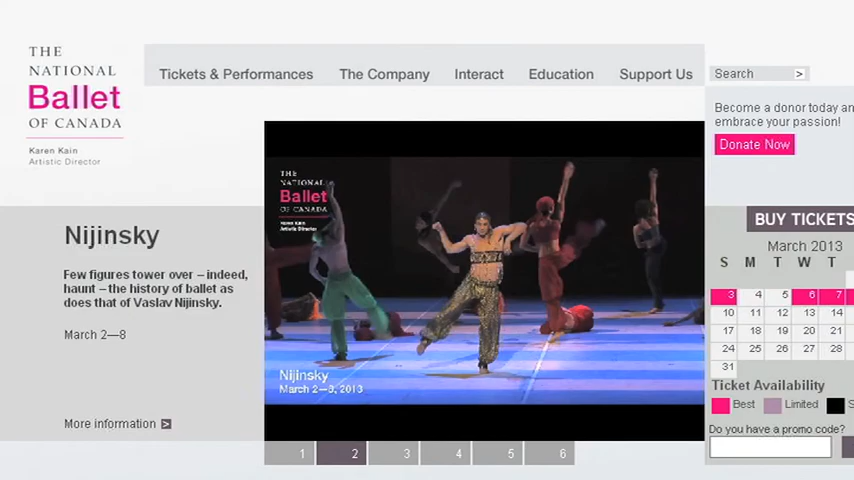 THE
NATIONAL
Ballet
OF CANADA
Karen Kain
Artistic Director
Tickets & Performances The Company Interact Education Support Us
Search >
Become a donor today an
embrace your passion!
Donate Now
THE
NATIONAL
Ballet
OF CANADA
Karen Kain
Artistic Director
Nijinsky
March 2—8, 2013
Nijinsky
Few figures tower over – indeed,
haunt – the history of ballet as
does that of Vaslav Nijinsky.
March 2—8
More information >
1 2 3 4 5 6
BUY TICKETS
March 2013
S M T W T
3 4 5 6 7
10 11 12 13 14
17 18 19 20 21
24 25 26 27 28
31
Ticket Availability
Best Limited S
Do you have a promo code?